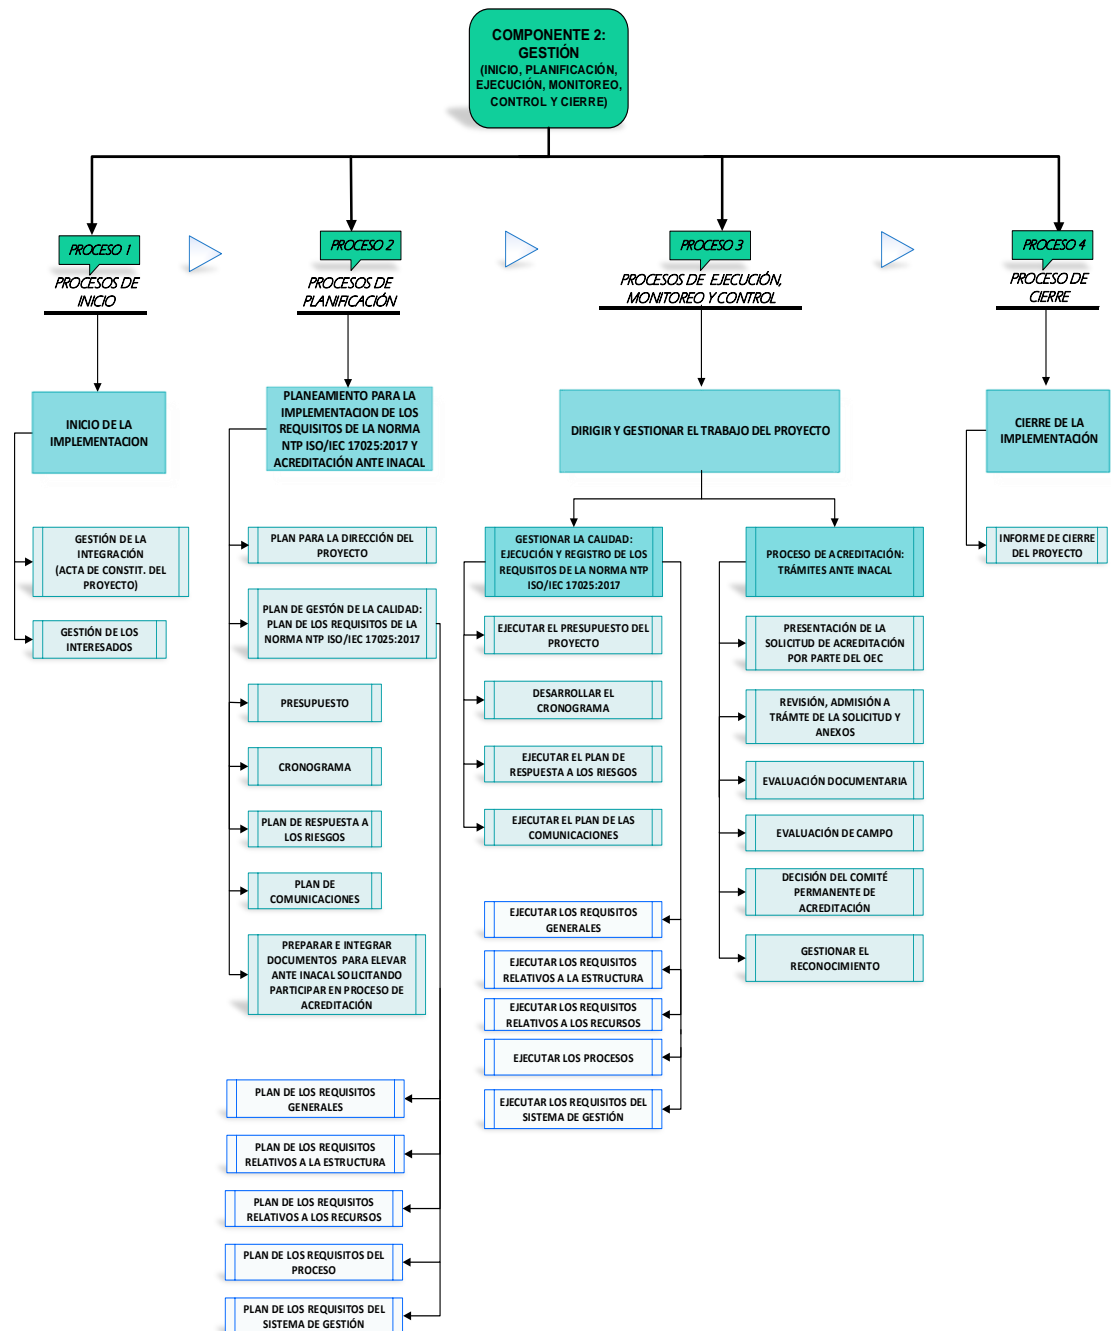 COMPONENTE 2:
GESTIÓN
(INICIO, PLANIFICACIÓN,
EJECUCIÓN, MONITOREO,
CONTROL Y CIERRE)
PROCESO 1
PROCESOS DE
INICIO
PROCESO 2
PROCESOS DE
PLANIFICACIÓN
PROCESO 3
PROCESOS DE EJECUCIÓN,
MONITOREO Y CONTROL
PROCESO 4
PROCESO DE
CIERRE
INICIO DE LA
IMPLEMENTACION
GESTIÓN DE LA
INTEGRACIÓN
(ACTA DE CONSTIT. DEL
PROYECTO)
GESTIÓN DE LOS
INTERESADOS
PLANEAMIENTO PARA LA
IMPLEMENTACION DE LOS
REQUISITOS DE LA NORMA
NTP ISO/IEC 17025:2017 Y
ACREDITACIÓN ANTE INACAL
PLAN PARA LA DIRECCIÓN DEL
PROYECTO
PLAN DE GESTÓN DE LA CALIDAD:
PLAN DE LOS REQUISITOS DE LA
NORMA NTP ISO/IEC 17025:2017
PRESUPUESTO
CRONOGRAMA
PLAN DE RESPUESTA A
LOS RIESGOS
PLAN DE
COMUNICACIONES
PREPARAR E INTEGRAR
DOCUMENTOS PARA ELEVAR
ANTE INACAL SOLICITANDO
PARTICIPAR EN PROCESO DE
ACREDITACIÓN
PLAN DE LOS REQUISITOS
GENERALES
PLAN DE LOS REQUISITOS
RELATIVOS A LA ESTRUCTURA
PLAN DE LOS REQUISITOS
RELATIVOS A LOS RECURSOS
PLAN DE LOS REQUISITOS DEL
PROCESO
PLAN DE LOS REQUISITOS DEL
SISTEMA DE GESTIÓN
DIRIGIR Y GESTIONAR EL TRABAJO DEL PROYECTO
GESTIONAR LA CALIDAD:
EJECUCIÓN Y REGISTRO DE LOS
REQUISITOS DE LA NORMA NTP
ISO/IEC 17025:2017
EJECUTAR EL PRESUPUESTO DEL
PROYECTO
DESARROLLAR EL
CRONOGRAMA
EJECUTAR EL PLAN DE
RESPUESTA A LOS RIESGOS
EJECUTAR EL PLAN DE LAS
COMUNICACIONES
EJECUTAR LOS REQUISITOS
GENERALES
EJECUTAR LOS REQUISITOS
RELATIVOS A LA ESTRUCTURA
EJECUTAR LOS REQUISITOS
RELATIVOS A LOS RECURSOS
EJECUTAR LOS PROCESOS
EJECUTAR LOS REQUISITOS DEL
SISTEMA DE GESTIÓN
PROCESO DE ACREDITACIÓN:
TRÁMITES ANTE INACAL
PRESENTACIÓN DE LA
SOLICITUD DE ACREDITACIÓN
POR PARTE DEL OEC
REVISIÓN, ADMISIÓN A
TRÁMTE DE LA SOLICITUD Y
ANEXOS
EVALUACIÓN DOCUMENTARIA
EVALUACIÓN DE CAMPO
DECISIÓN DEL COMITÉ
PERMANENTE DE
ACREDITACIÓN
GESTIONAR EL
RECONOCIMIENTO
CIERRE DE LA
IMPLEMENTACIÓN
INFORME DE CIERRE
DEL PROYECTO